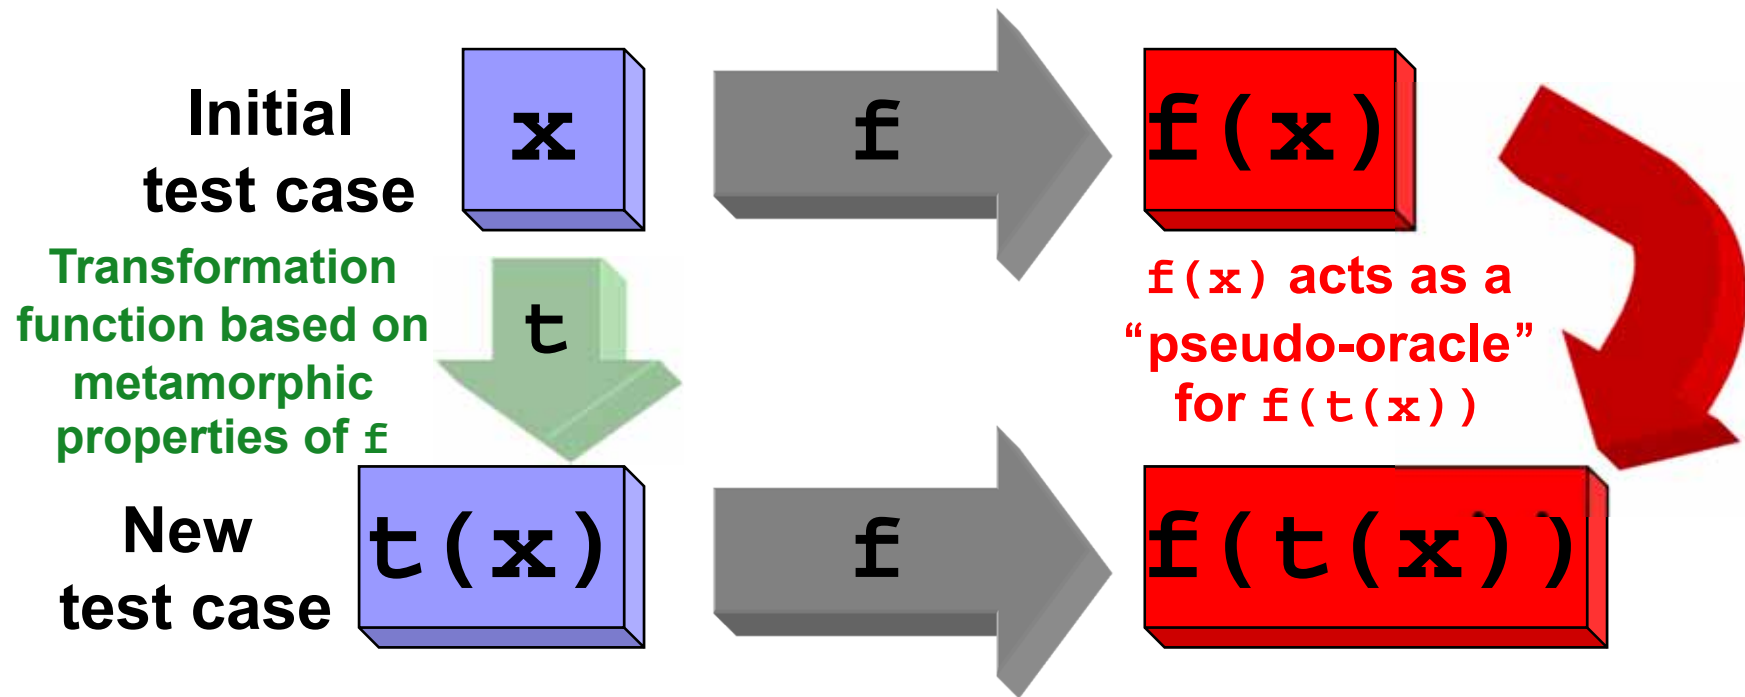 Initial
test case
x
f
f(x)
Transformation
function based on
metamorphic
properties of f
t
f(x) acts as a
“pseudo-oracle”
for f(t(x))
New
test case
t(x)
f
f(t(x))